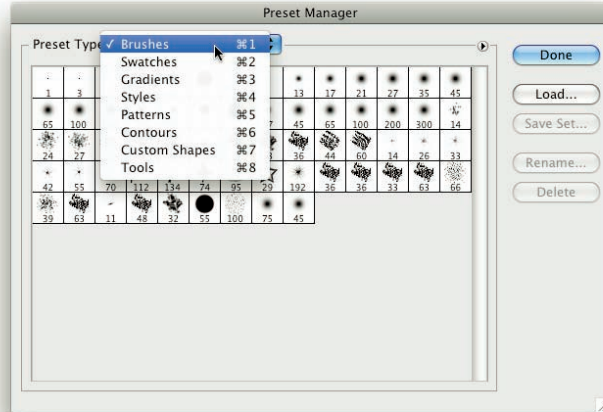 Preset Manager
Preset Type
✓ Brushes ⌘1
Swatches ⌘2
Gradients ⌘3
Styles ⌘4
Patterns ⌘5
Contours ⌘6
Custom Shapes ⌘7
Tools ⌘8
1 3 13 17 21 27 35 45
65 100 45 65 100 200 300 14
24 27 36 44 60 14 26 33
42 55 70 112 134 74 95 29 192 36 36 33 63 66
39 63 11 48 32 55 100 75 45
Done
Load...
Save Set...
Rename...
Delete